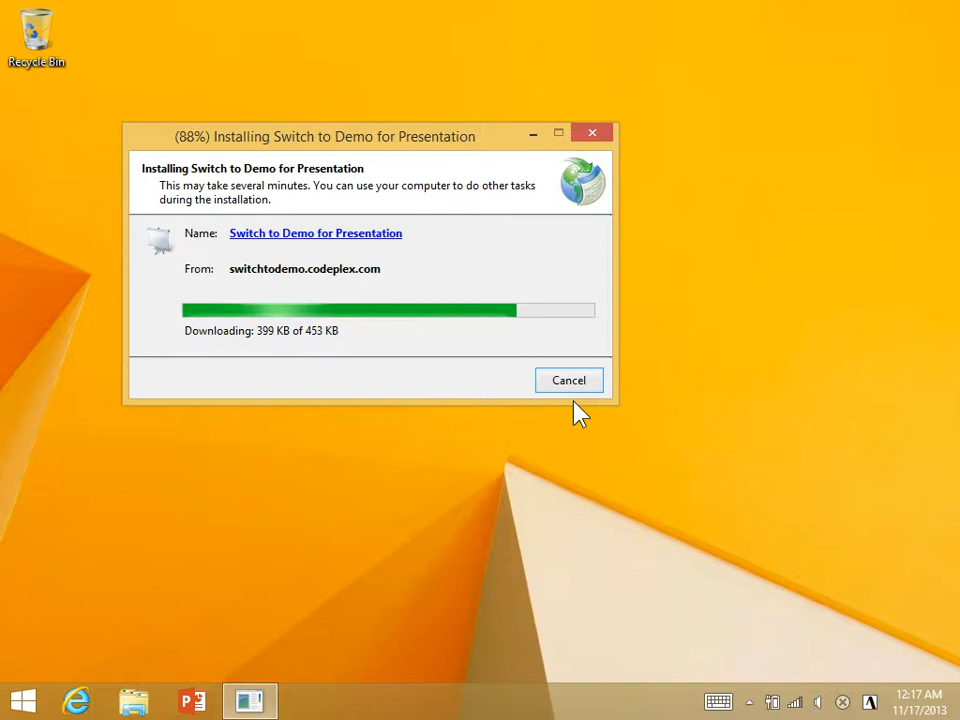 Recycle Bin
(88%) Installing Switch to Demo for Presentation
Installing Switch to Demo for Presentation
This may take several minutes. You can use your computer to do other tasks
during the installation.
Name: Switch to Demo for Presentation
From: switchtodemo.codeplex.com
Downloading: 399 KB of 453 KB
Cancel
12:17 AM
11/17/2013